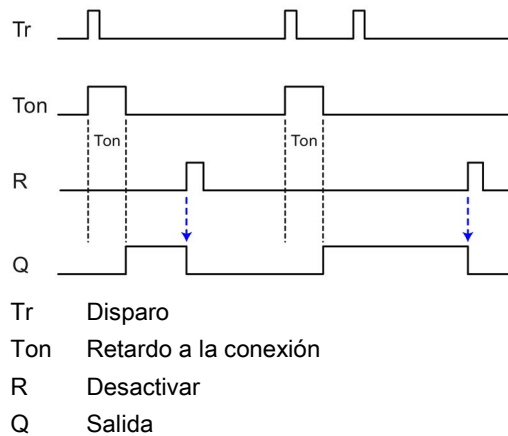 Tr
Ton
Ton Ton
R
Q
Tr Disparo
Ton Retardo a la conexión
R Desactivar
Q Salida